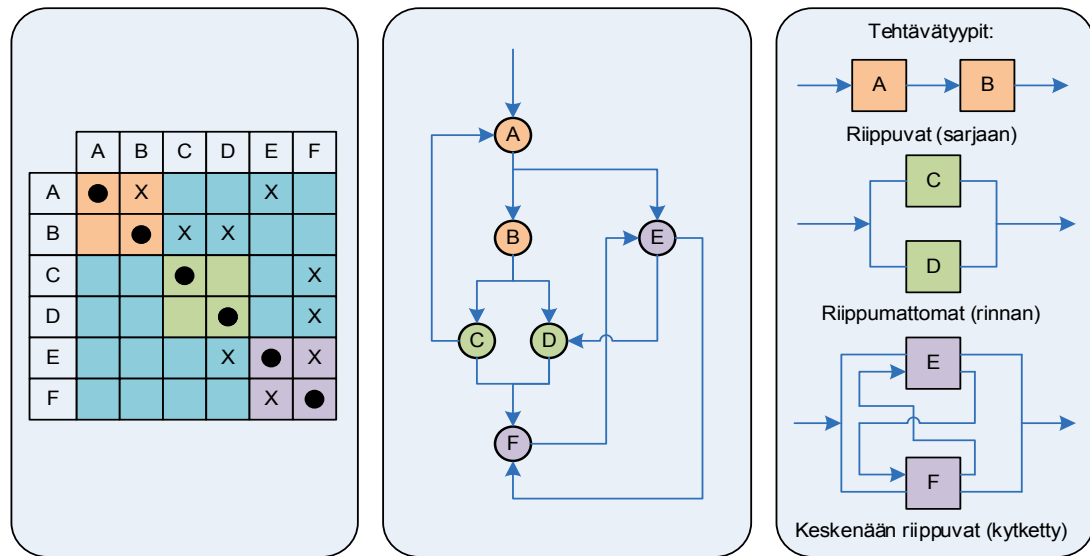 A B C D E F
A X X
B X X
C X
D X
E X X
F X
A
B
E
C
D
F
Tehtävätyypit:
A B
Riippuvat (sarjaan)
C
D
Riippumattomat (rinnan)
E
F
Keskenään riippuvat (kytketty)